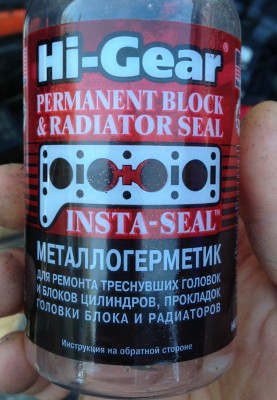 Hi-Gear®
PERMANENT BLOCK
& RADIATOR SEAL
INSTA-SEAL™
МЕТАЛЛОГЕРМЕТИК
ДЛЯ РЕМОНТА ТРЕСНУВШИХ ГОЛОВОК
И БЛОКОВ ЦИЛИНДРОВ, ПРОКЛАДОК
ГОЛОВКИ БЛОКА И РАДИАТОРОВ
Инструкция на обратной стороне